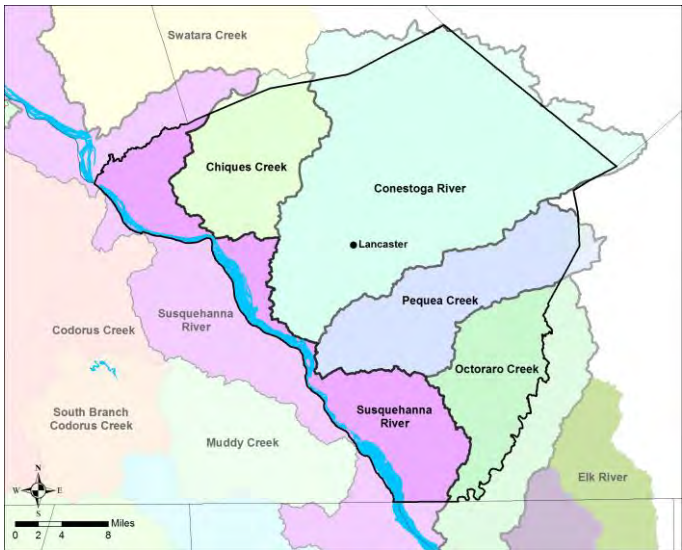 Swatara Creek
Chiques Creek
Conestoga River
Lancaster
Pequea Creek
Susquehanna
River
Codorus Creek
Octoraro Creek
South Branch
Codorus Creek
Susquehanna
River
Muddy Creek
Elk River
N
W E
S
0 2 4 8 Miles